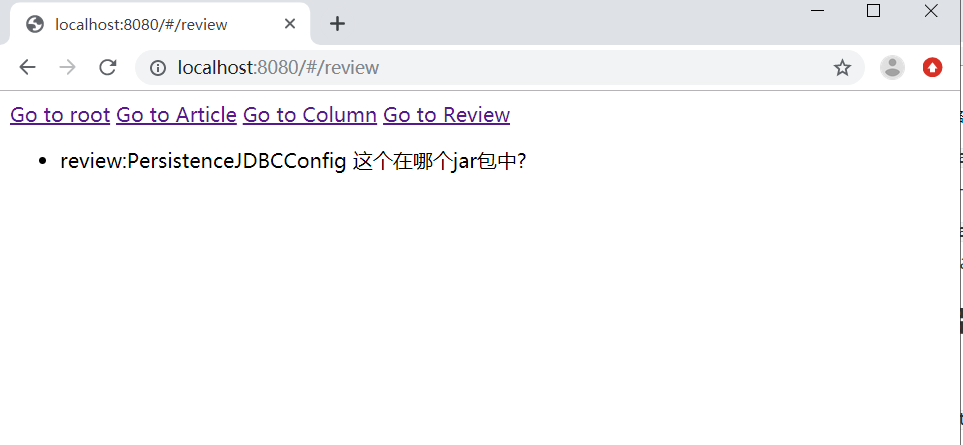 localhost:8080/#/review
localhost:8080/#/review
Go to root Go to Article Go to Column Go to Review
review:PersistenceJDBCConfig 这个在哪个jar包中?